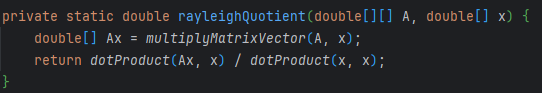 private static double rayleighQuotient(double[][] A, double[] x) {
    double[] Ax = multiplyMatrixVector(A, x);
    return dotProduct(Ax, x) / dotProduct(x, x);
}